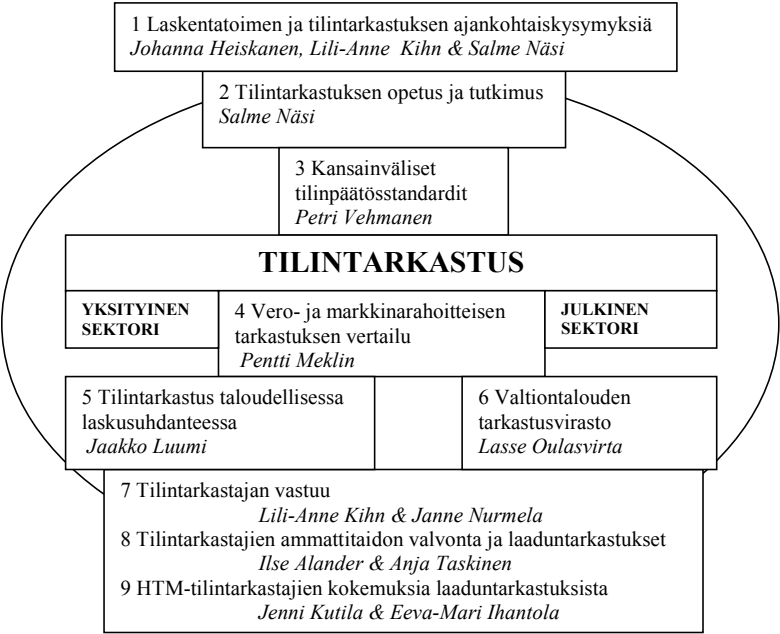 1 Laskentatoimen ja tilintarkastuksen ajankohtaiskysymyksiä
Johanna Heiskanen, Lili-Anne Kihn & Salme Näsi
2 Tilintarkastuksen opetus ja tutkimus
Salme Näsi
3 Kansainväliset
tilinpäätösstandardit
Petri Vehmanen
TILINTARKASTUS
YKSITYINEN
SEKTORI
4 Vero- ja markkinarahoitteisen
tarkastuksen vertailu
Pentti Meklin
JULKINEN
SEKTORI
5 Tilintarkastus taloudellisessa
laskusuhdanteessa
Jaakko Luumi
6 Valtiontalouden
tarkastusvirasto
Lasse Oulasvirta
7 Tilintarkastajan vastuu
Lili-Anne Kihn & Janne Nurmela
8 Tilintarkastajien ammattitaidon valvonta ja laaduntarkastukset
Ilse Alander & Anja Taskinen
9 HTM-tilintarkastajien kokemuksia laaduntarkastuksista
Jenni Kutila & Eeva-Mari Ihantola